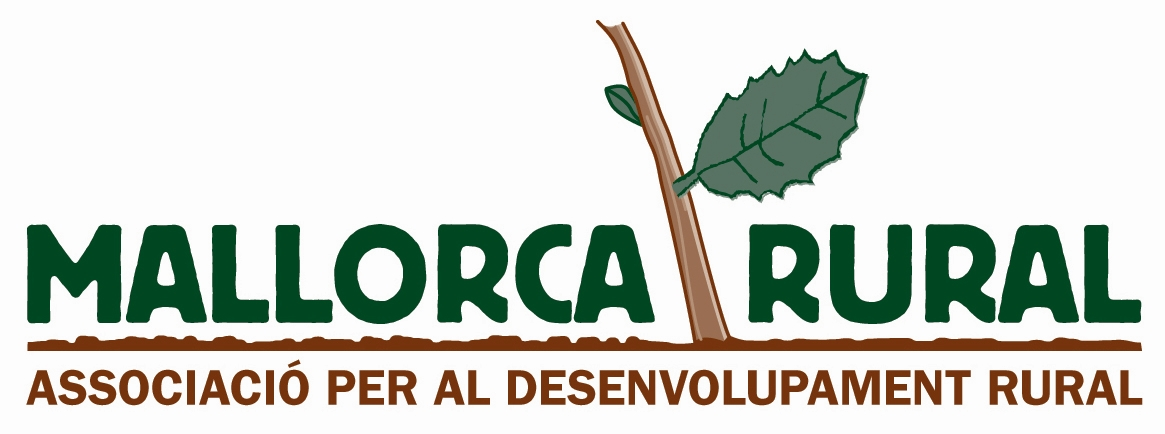 MALLORCA RURAL
ASSOCIACIÓ PER AL DESENVOLUPAMENT RURAL